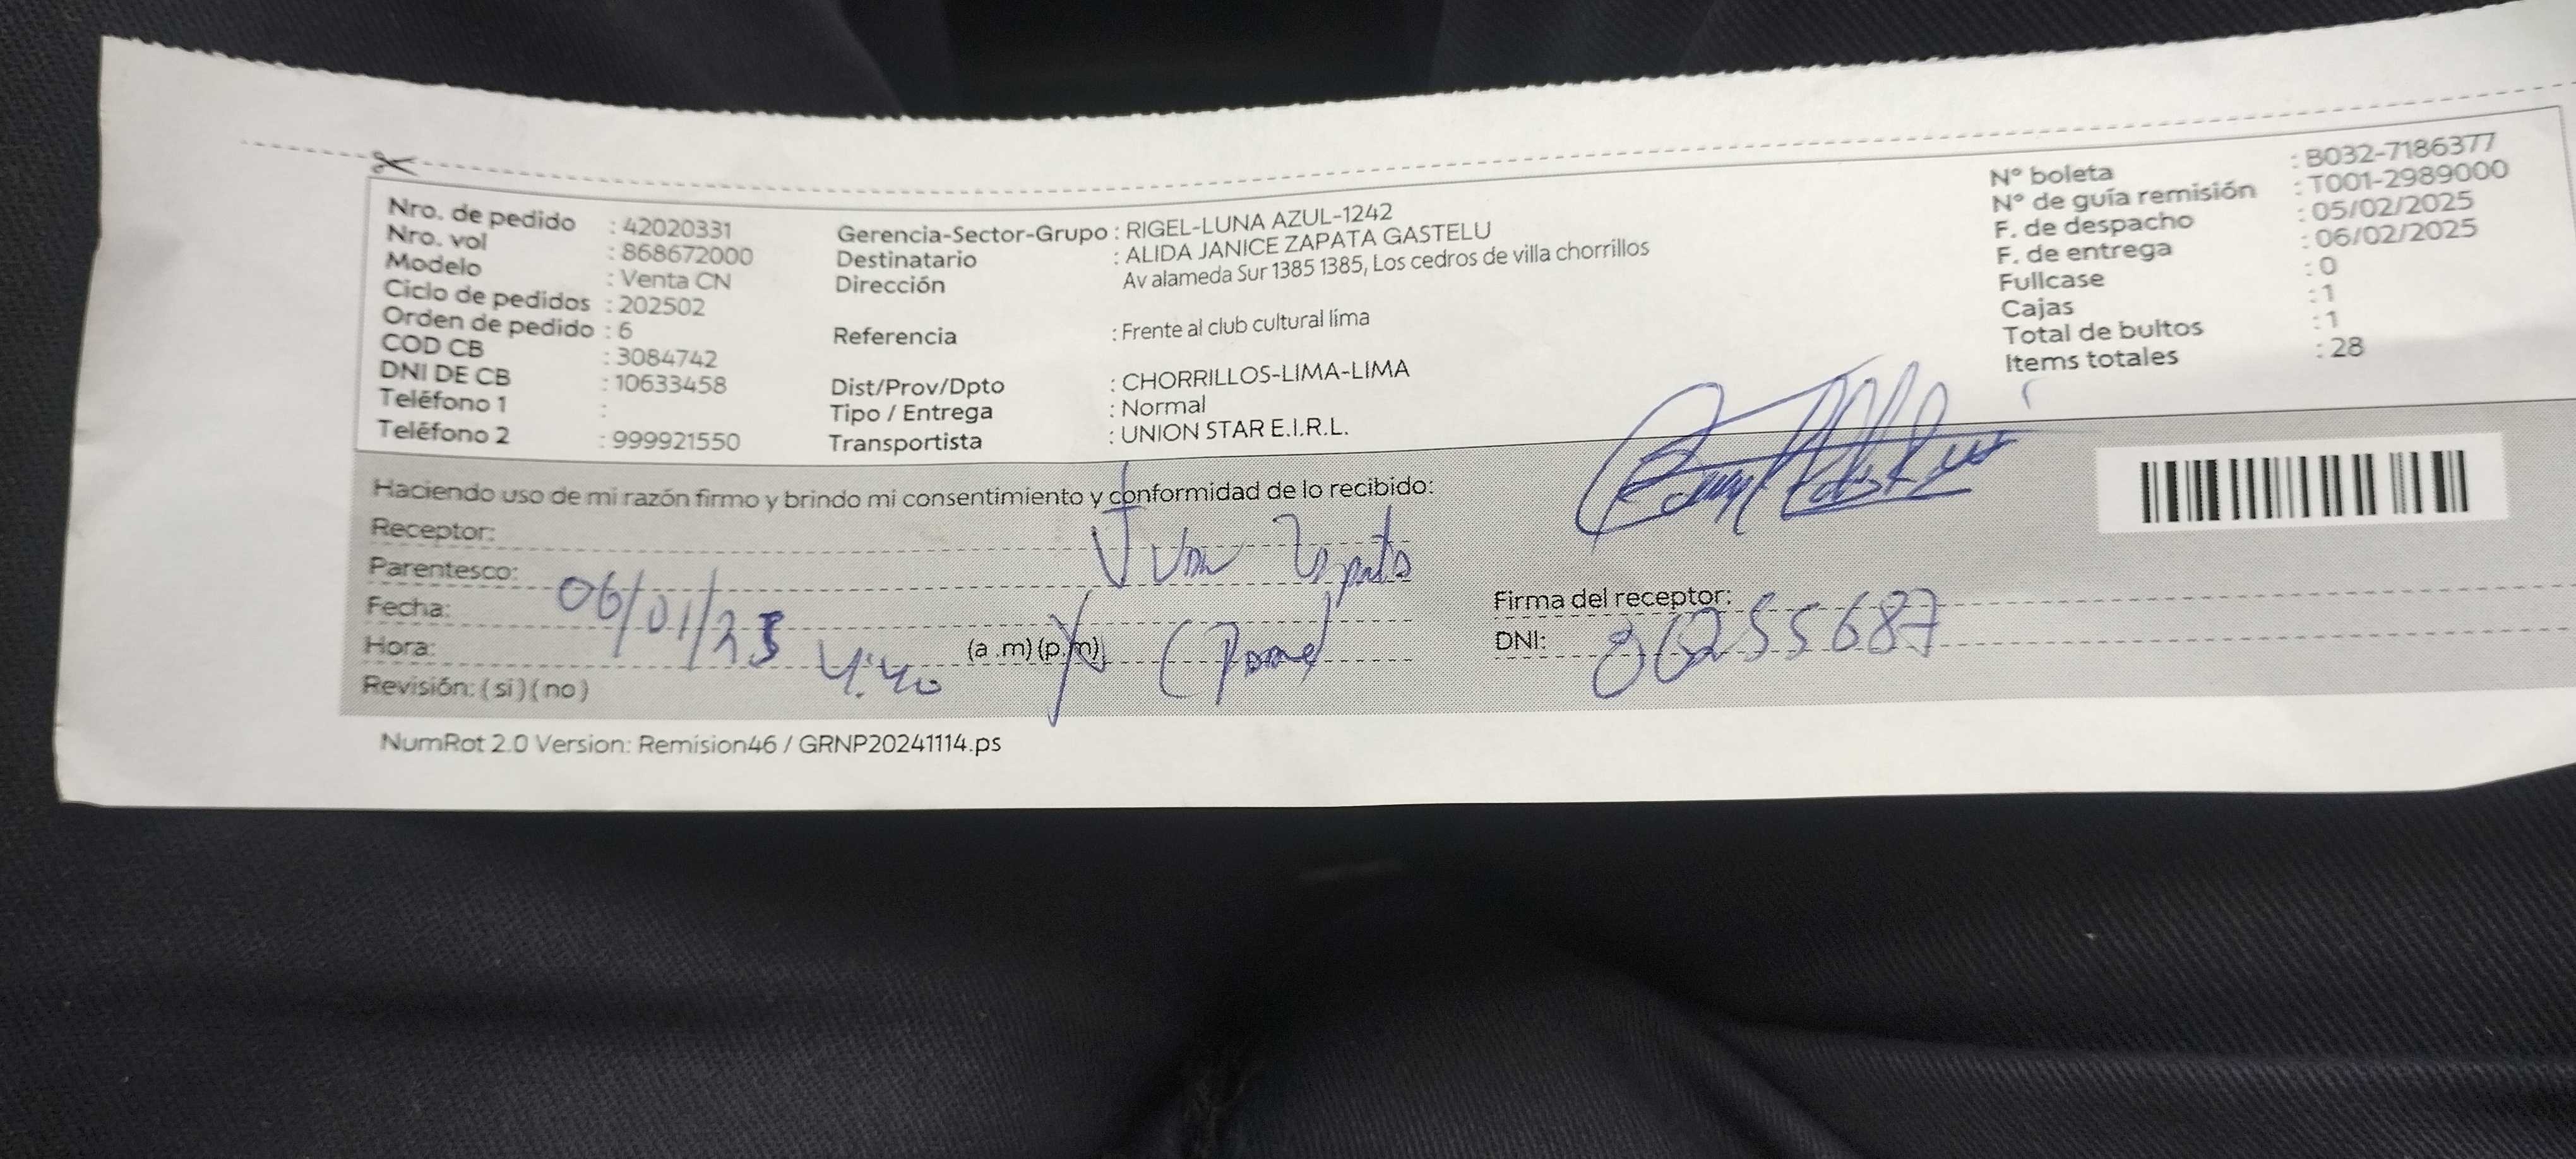 Nro. de pedido : 42020331
Nro. vol : 868672000
Modelo : Venta CN
Ciclo de pedidos : 202502
Orden de pedido : 6
COD CB : 3084742
DNI DE CB : 10633458
Teléfono 1 :
Teléfono 2 : 999921550
Gerencia-Sector-Grupo : RIGEL-LUNA AZUL-1242
Destinatario : ALIDA JANICE ZAPATA GASTELU
Dirección Av alameda Sur 1385 1385, Los cedros de villa chorrillos
Referencia : Frente al club cultural lima
Dist/Prov/Dpto : CHORRILLOS-LIMA-LIMA
Tipo / Entrega : Normal
Transportista : UNION STAR E.I.R.L.
N° boleta : B032-7186377
N° de guía remisión : T001-2989000
F. de despacho : 05/02/2025
F. de entrega : 06/02/2025
Fullcase : 0
Cajas : 1
Total de bultos : 1
Items totales : 28
Haciendo uso de mi razón firmo y brindo mi consentimiento y conformidad de lo recibido:
Receptor: Zapata
Parentesco:
Fecha: 06/01/25
Hora: 4:40 (a .m) (p.m)
Revisión: ( si ) ( no )
Firma del receptor:
DNI: 06255687
NumRot 2.0 Version: Remision46 / GRNP20241114.ps